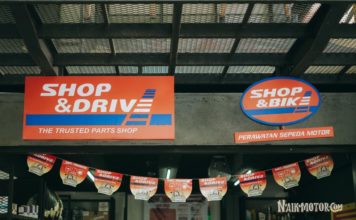 SHOP
&DRIVE
THE TRUSTED PARTS SHOP
SHOP
&BIKE
PERAWATAN SEPEDA MOTOR
NAIKMOTOR.COM